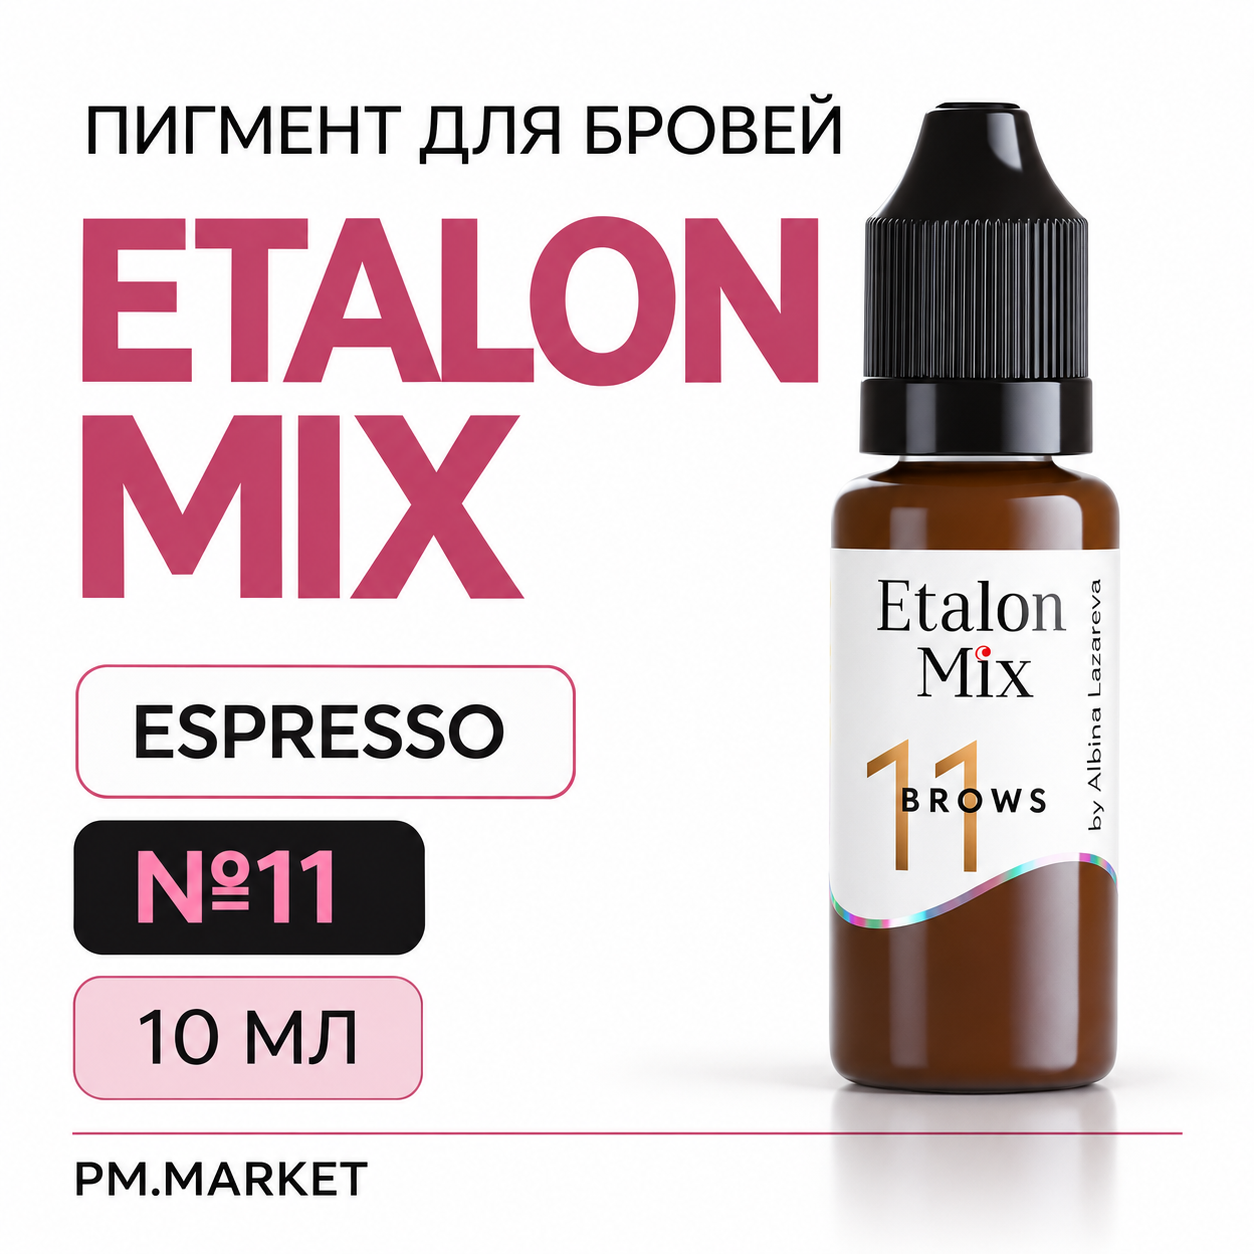 ПИГМЕНТ ДЛЯ БРОВЕЙ
ETALON
MIX
ESPRESSO
№11
10 МЛ
PM.MARKET
Etalon
Mix
11
BROWS
by Albina Lazareva